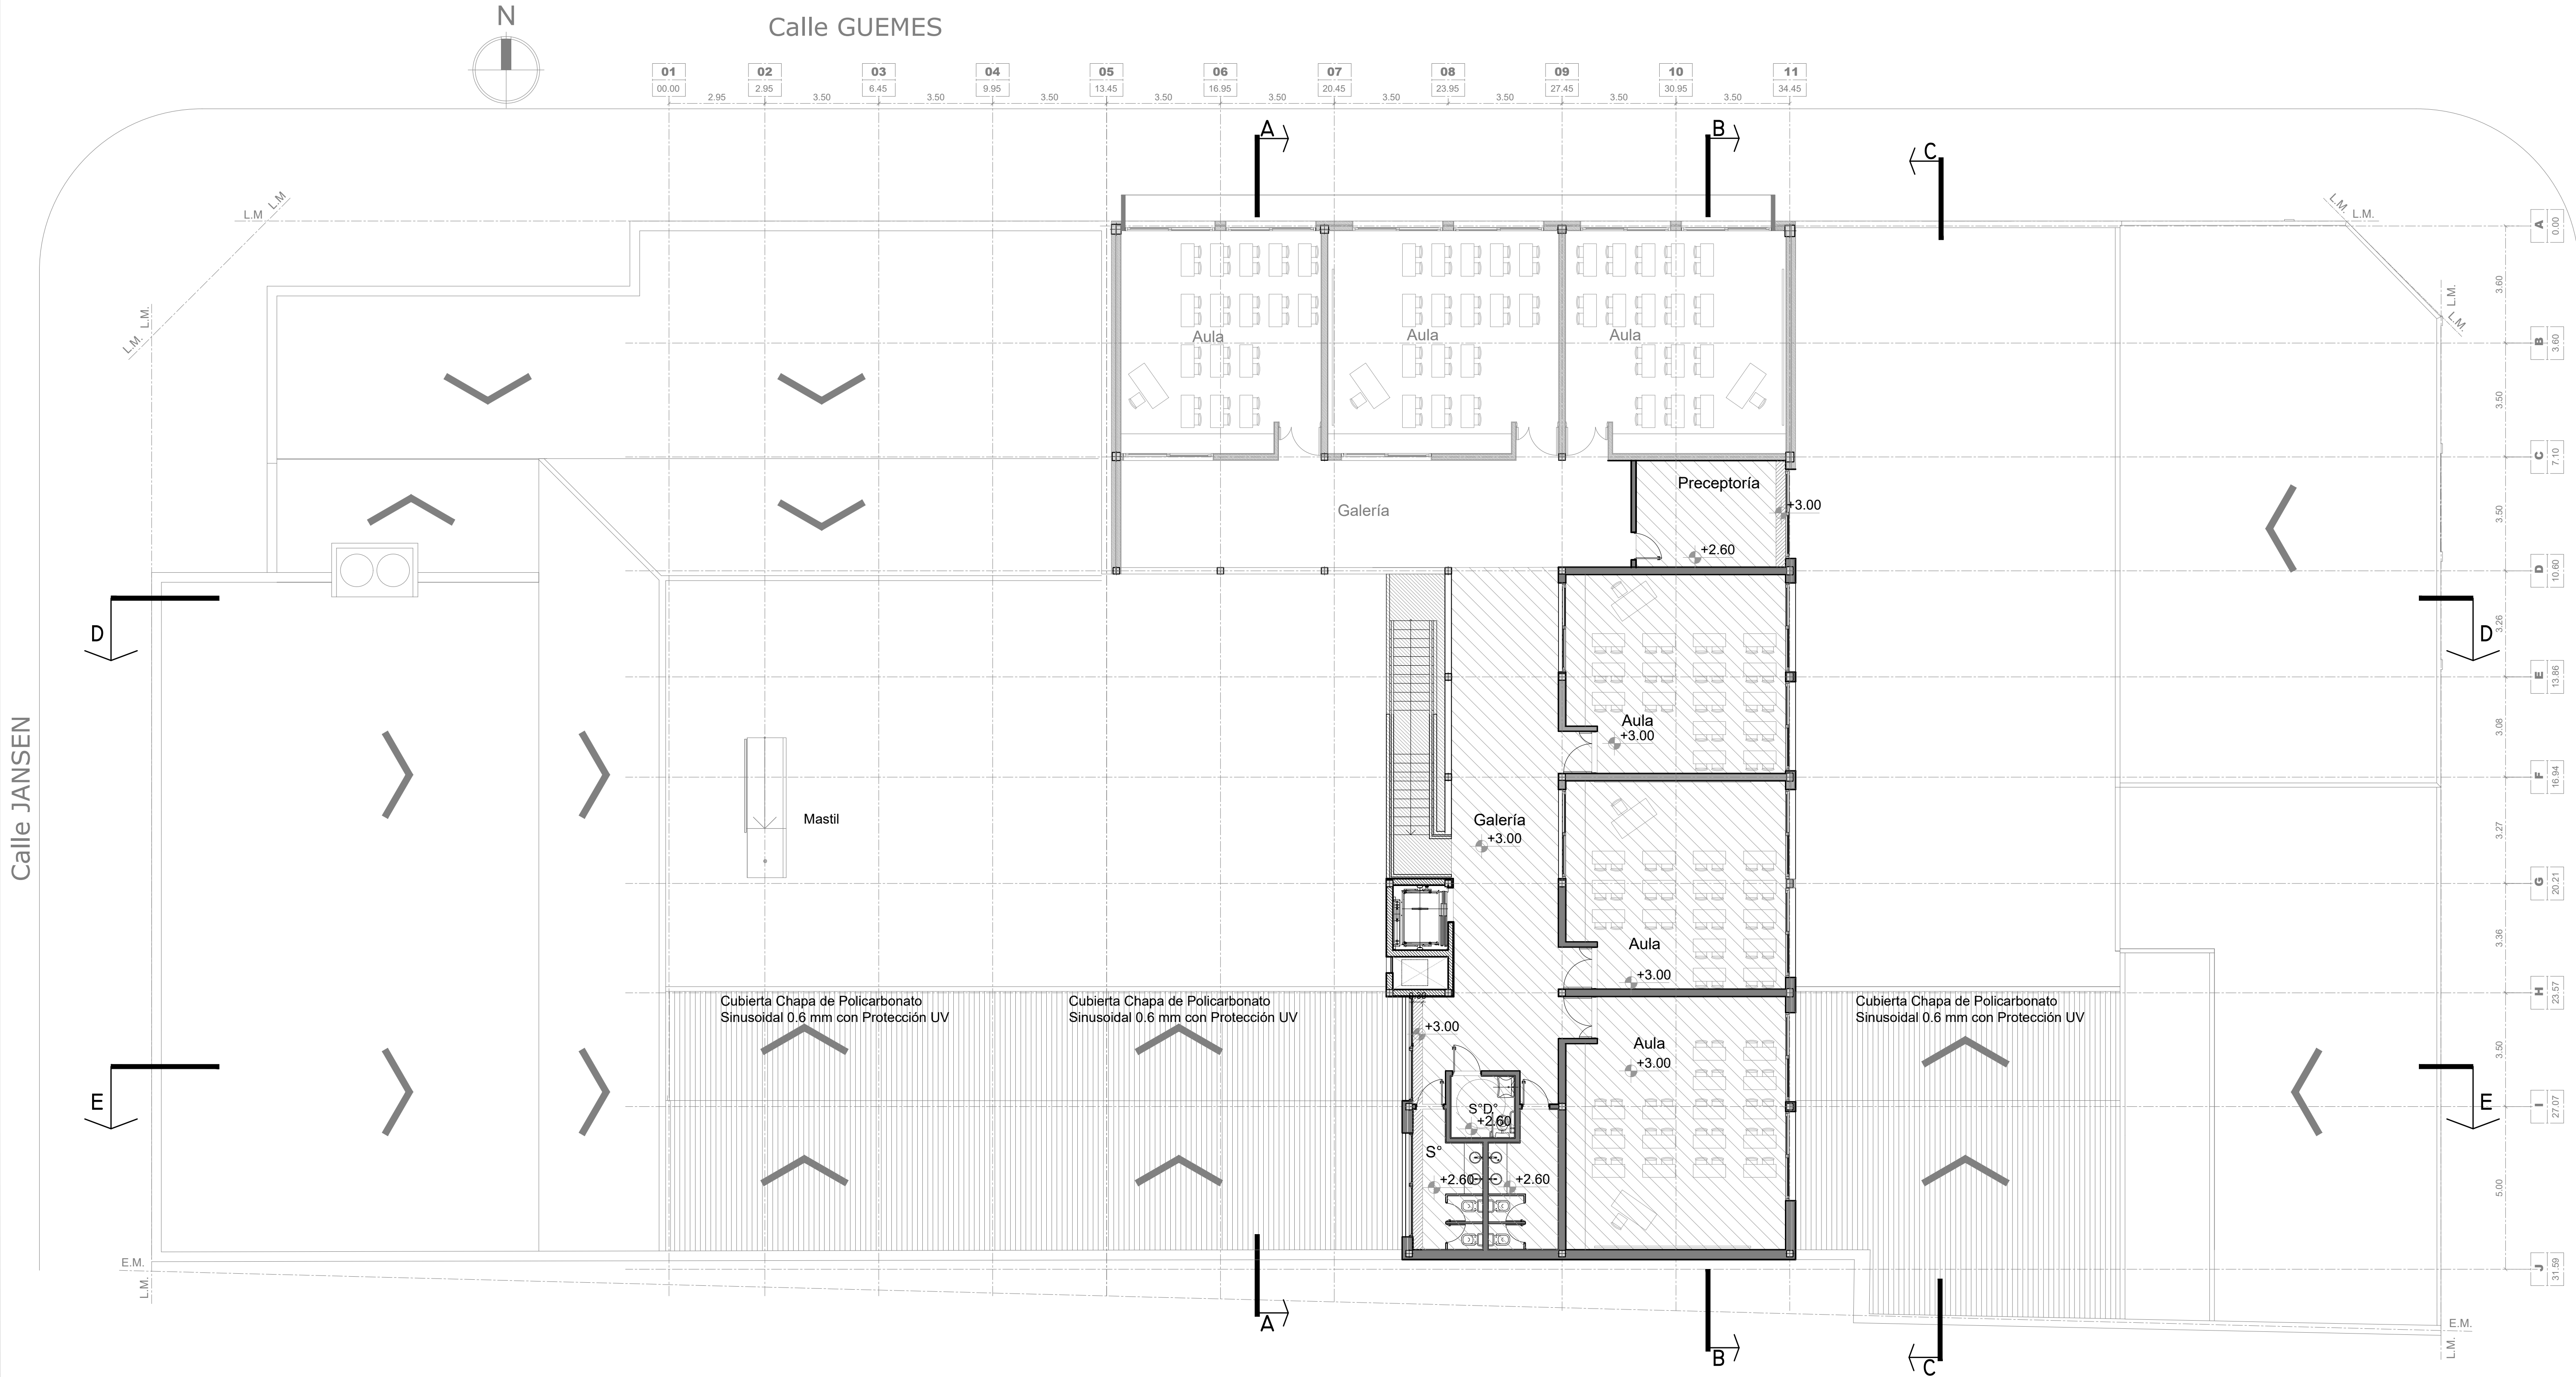 N
Calle GUEMES
01 02 03 04 05 06 07 08 09 10 11
00.00 2.95 6.45 9.95 13.45 16.95 20.45 23.95 27.45 30.95 34.45
2.95 3.50 3.50 3.50 3.50 3.50 3.50 3.50 3.50 3.50
A B C
L.M L.M
L.M. L.M.
L.M. L.M.
L.M. L.M.
A 0.00
3.60
B 3.60
3.50
C 7.10
3.50
D 10.60
3.26
E 13.86
3.08
F 16.94
3.27
G 20.21
3.36
H 23.57
3.50
I 27.07
5.00
J 31.59
Aula Aula Aula
Preceptoría
+3.00
Galería
+2.60
D D
Calle JANSEN
Aula
+3.00
Mastil
Galería
+3.00
Aula
+3.00
Cubierta Chapa de Policarbonato
Sinusoidal 0.6 mm con Protección UV
Cubierta Chapa de Policarbonato
Sinusoidal 0.6 mm con Protección UV
Cubierta Chapa de Policarbonato
Sinusoidal 0.6 mm con Protección UV
+3.00
Aula
+3.00
E E
S°D°
+2.60
S°
+2.60 +2.60
E.M.
L.M.
A B C
E.M.
L.M.